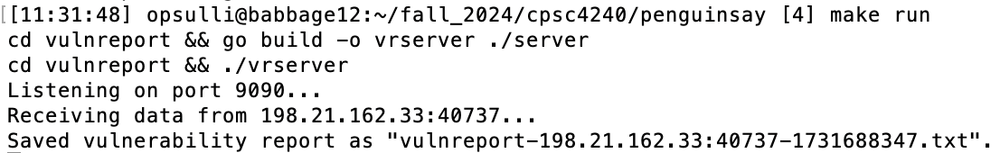 [[11:31:48] opsulli@babbage12:~/fall_2024/cpsc4240/penguinsay [4] make run
cd vulnreport && go build -o vrserver ./server
cd vulnreport && ./vrserver
Listening on port 9090...
Receiving data from 198.21.162.33:40737...
Saved vulnerability report as "vulnreport-198.21.162.33:40737-1731688347.txt".